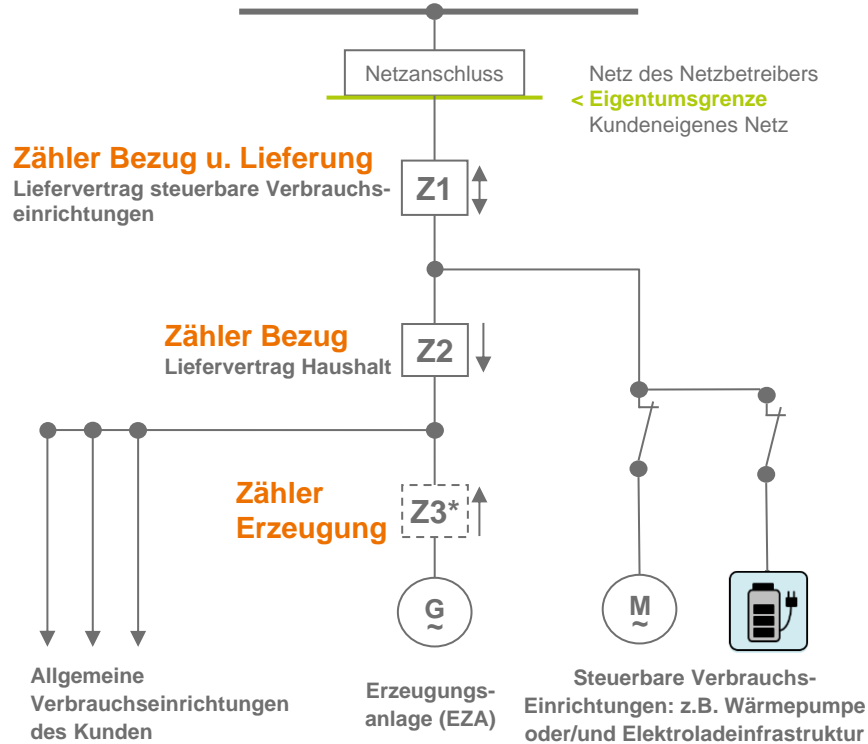 Netzanschluss
Netz des Netzbetreibers
< Eigentumsgrenze
Kundeneigenes Netz
Zähler Bezug u. Lieferung
Liefervertrag steuerbare Verbrauchs-
einrichtungen
Z1
Zähler Bezug
Liefervertrag Haushalt
Z2
Zähler
Erzeugung
Z3*
G
~
M
~
Allgemeine
Verbrauchseinrichtungen
des Kunden
Erzeugungs-
anlage (EZA)
Steuerbare Verbrauchs-
Einrichtungen: z.B. Wärmepumpe
oder/und Elektroladeinfrastruktur